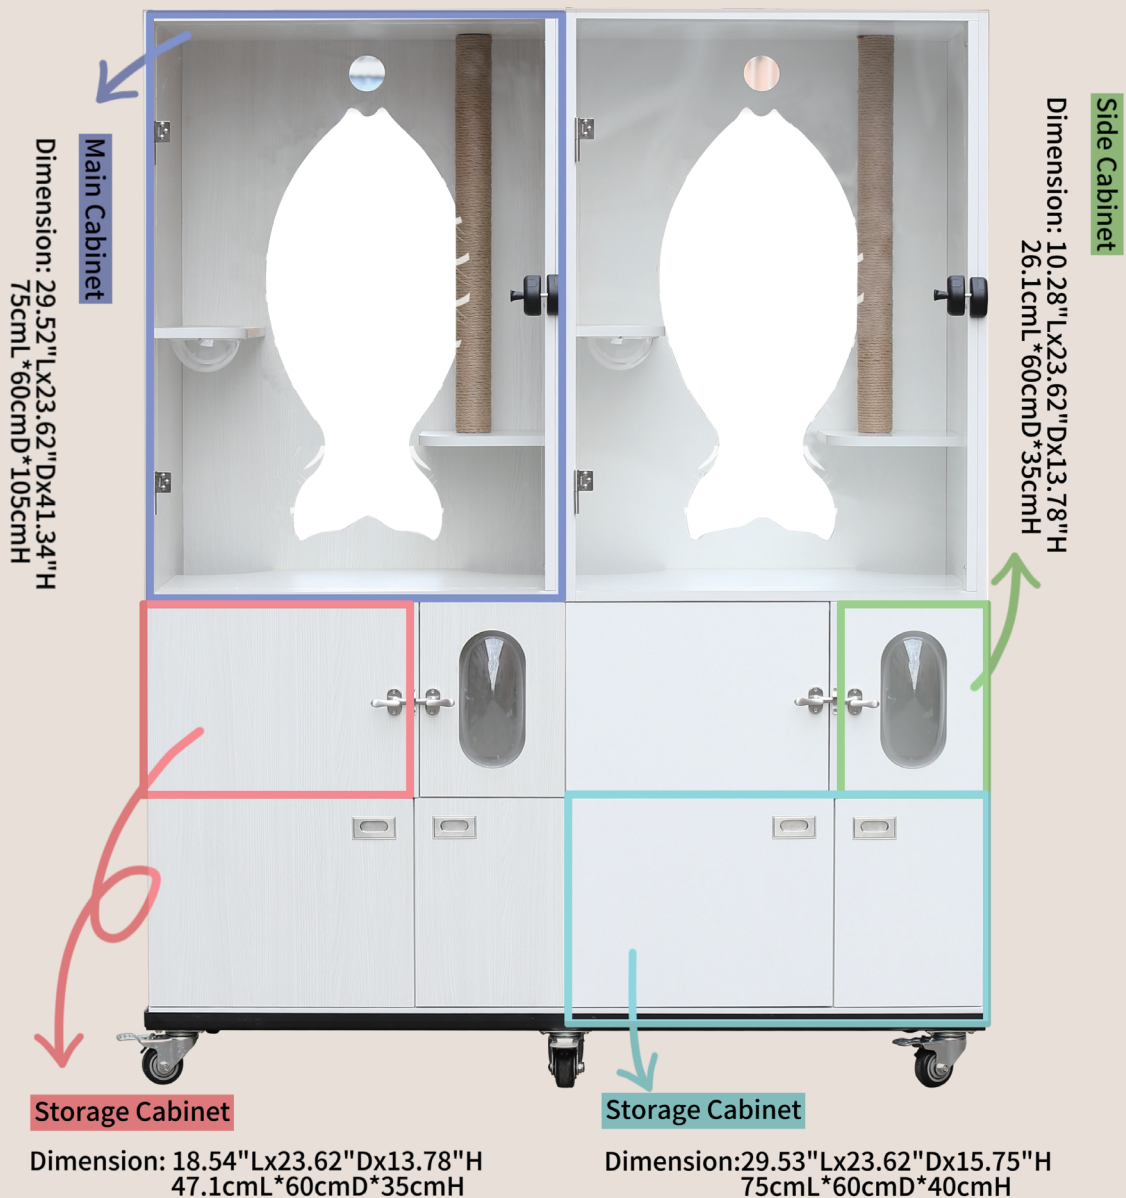 Main Cabinet
Dimension: 29.52"Lx23.62"Dx41.34"H
75cmL*60cmD*105cmH
Side Cabinet
Dimension: 10.28"Lx23.62"Dx13.78"H
26.1cmL*60cmD*35cmH
Storage Cabinet
Dimension: 18.54"Lx23.62"Dx13.78"H
47.1cmL*60cmD*35cmH
Storage Cabinet
Dimension:29.53"Lx23.62"Dx15.75"H
75cmL*60cmD*40cmH